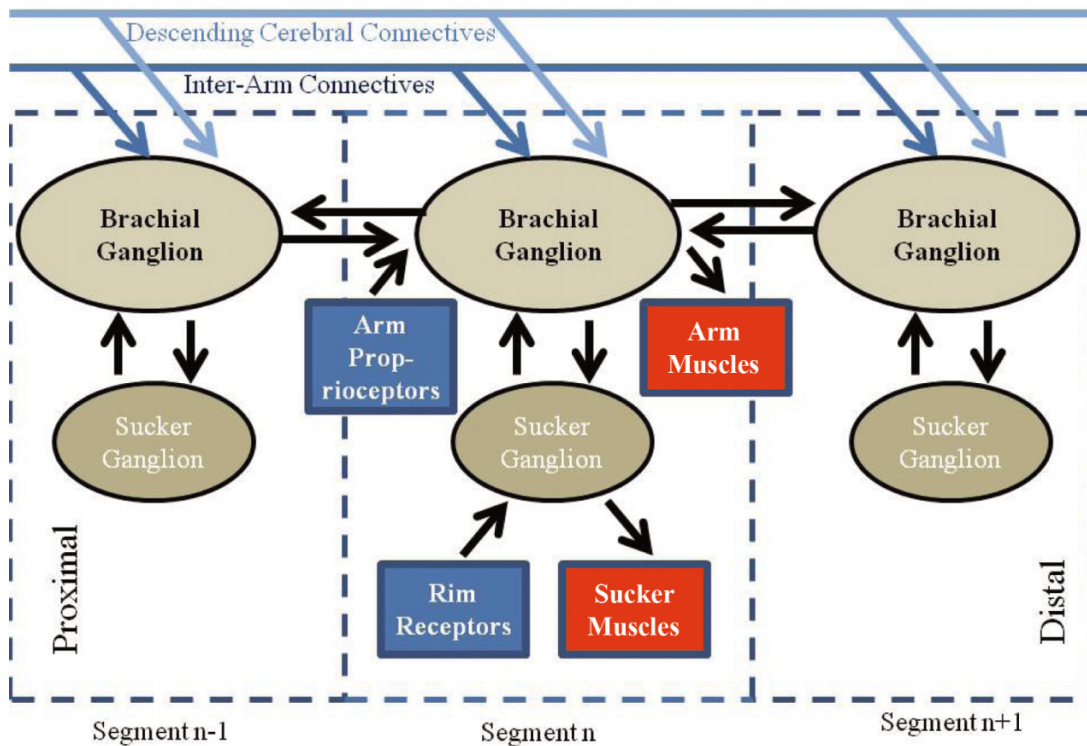 Descending Cerebral Connectives
Inter-Arm Connectives
Brachial
Ganglion
Brachial
Ganglion
Brachial
Ganglion
Arm
Prop-
rioceptors
Arm
Muscles
Sucker
Ganglion
Sucker
Ganglion
Sucker
Ganglion
Proximal
Rim
Receptors
Sucker
Muscles
Distal
Segment n-1
Segment n
Segment n+1